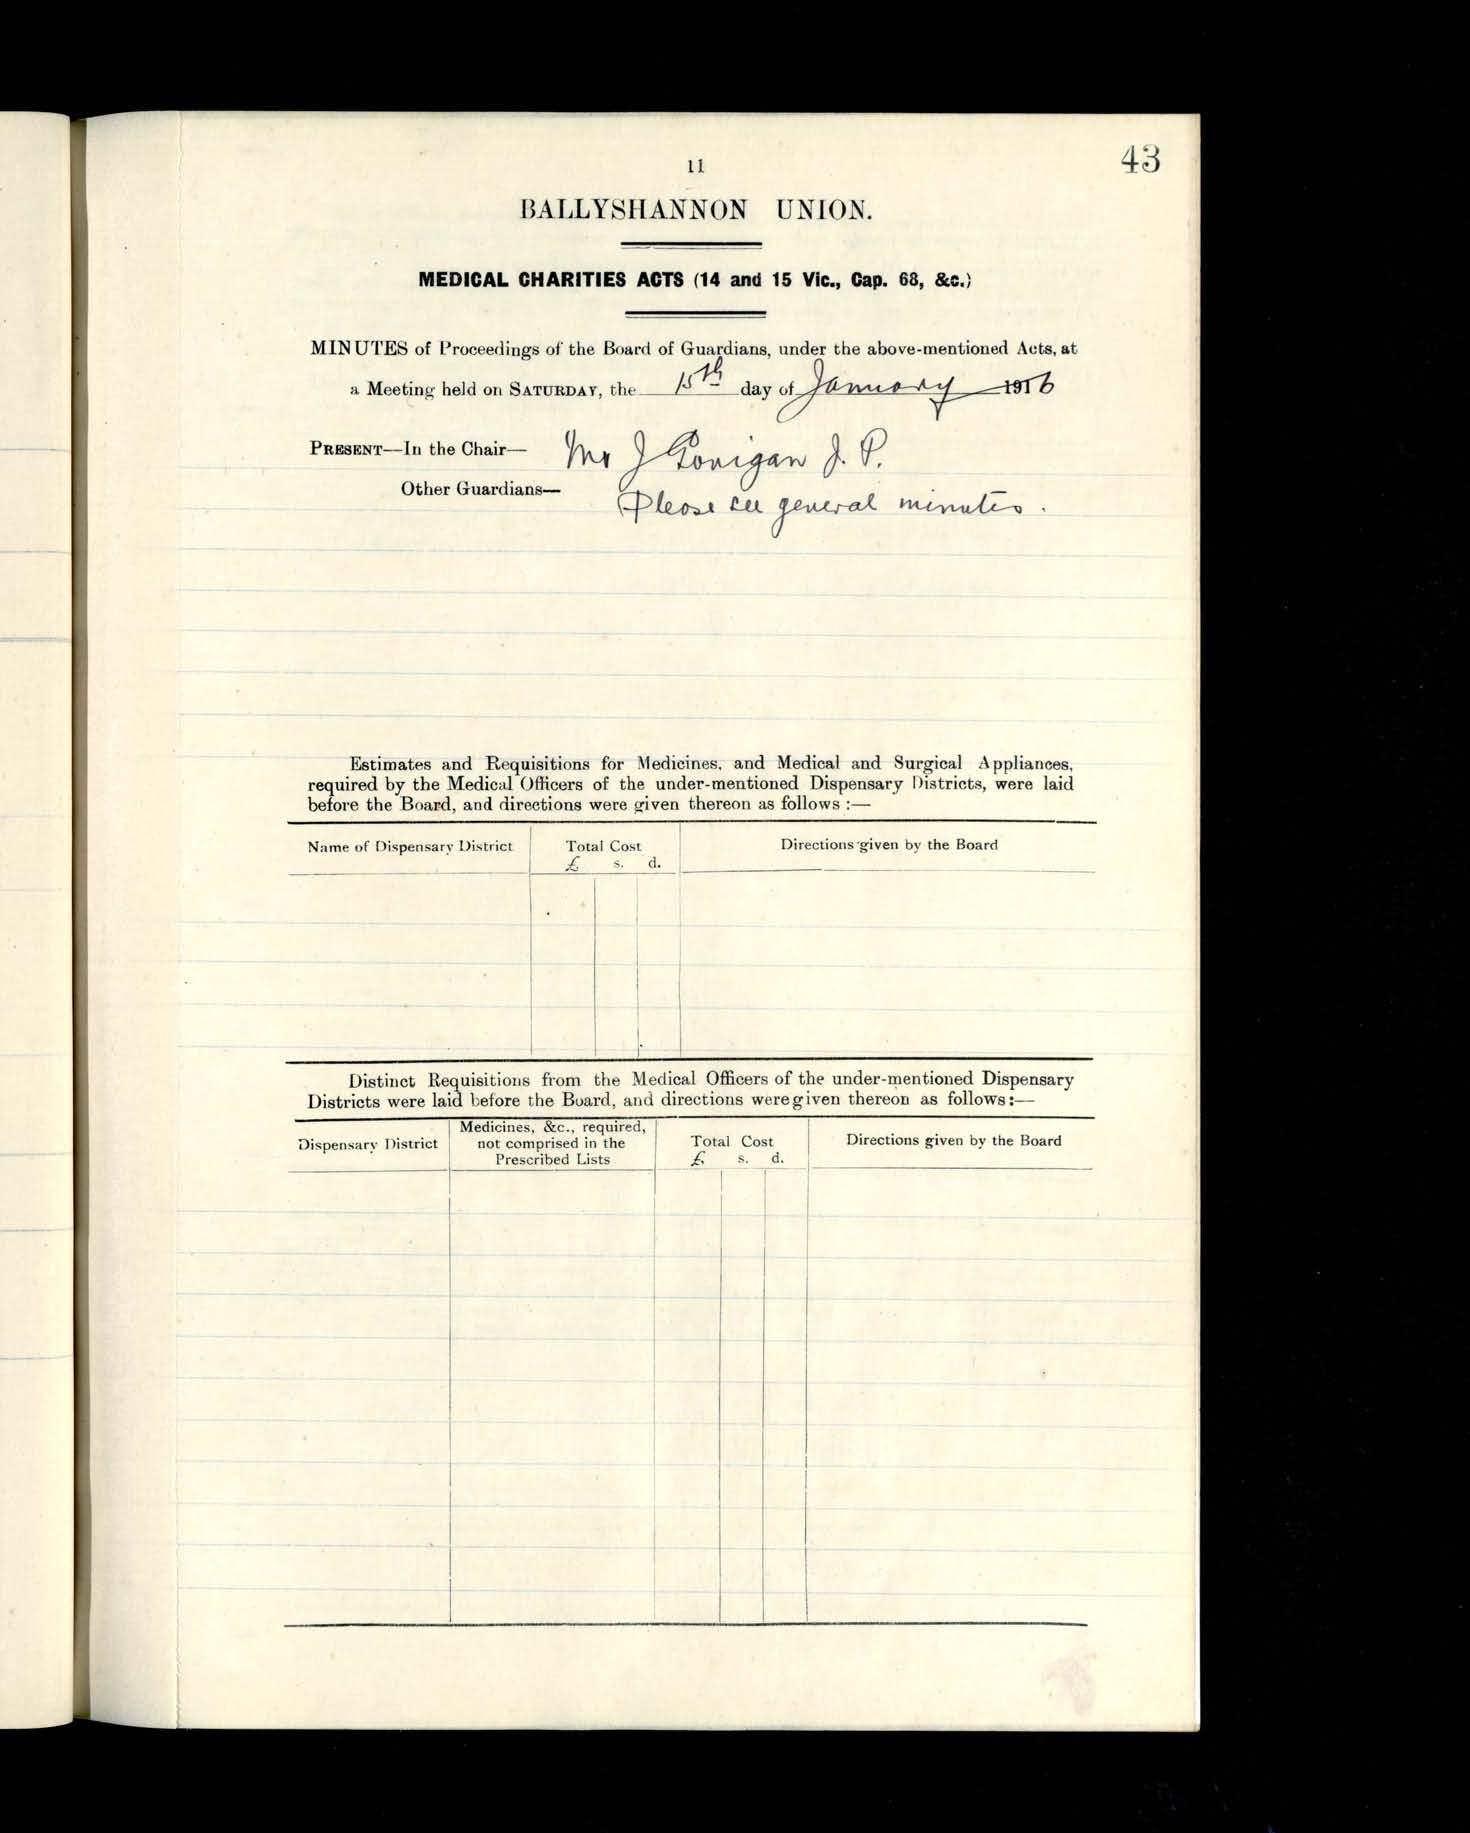 43
11
BALLYSHANNON UNION.
MEDICAL CHARITIES ACTS (14 and 15 Vic., Cap. 68, &c.)
MINUTES of Proceedings of the Board of Guardians, under the above-mentioned Acts, at
a Meeting held on SATURDAY, the 15th day of January 1916
PRESENT—In the Chair— Mr J Gonigan J. P.
Other Guardians— Please see general minutes.
Estimates and Requisitions for Medicines, and Medical and Surgical Appliances,
required by the Medical Officers of the under-mentioned Dispensary Districts, were laid
before the Board, and directions were given thereon as follows :—
Name of Dispensary District Total Cost Directions given by the Board
£ s. d.
Distinct Requisitions from the Medical Officers of the under-mentioned Dispensary
Districts were laid before the Board, and directions were given thereon as follows:—
Medicines, &c., required,
Dispensary District not comprised in the Total Cost Directions given by the Board
Prescribed Lists £ s. d.